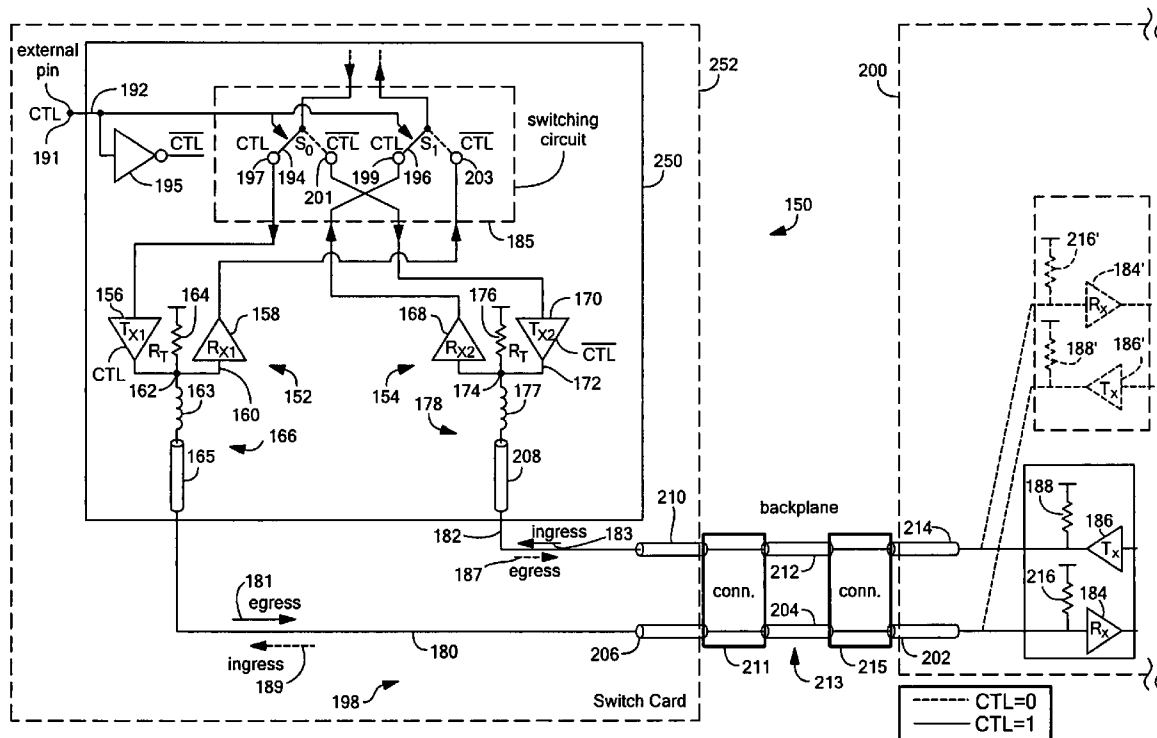 external
pin
192
CTL
191
CTL
195
252
200
switching
circuit
CTL
S0
CTL
CTL
S1
CTL
197
194
201
199
196
203
250
185
150
216'
184'
RX
188'
186'
TX
156
164
158
168
176
170
TX1
RT
RX1
RX2
RT
TX2
CTL
CTL
162
160
152
154
174
172
163
178
177
166
165
208
backplane
210
214
188
186
TX
182
ingress
183
187
egress
212
181
egress
conn.
204
conn.
216
184
RX
ingress
189
180
206
211
213
215
202
198
Switch Card
CTL=0
CTL=1